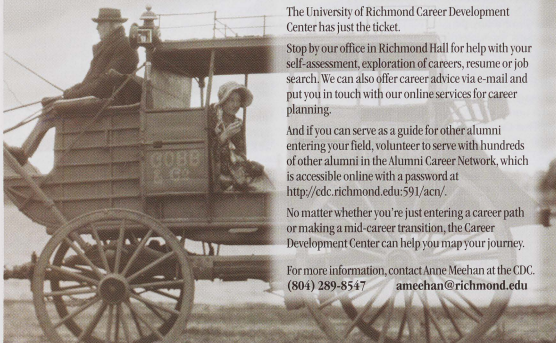 The University of Richmond Career Development
Center has just the ticket.
Stop by our office in Richmond Hall for help with your
self-assessment, exploration of careers, resume or job
search. We can also offer career advice via e-mail and
put you in touch with our online services for career
planning.
And if you can serve as a guide for other alumni
entering your field, volunteer to serve with hundreds
of other alumni in the Alumni Career Network, which
is accessible online with a password at
http://cdc.richmond.edu:591/acn/.
No matter whether you're just entering a career path
or making a mid-career transition, the Career
Development Center can help you map your journey.
For more information, contact Anne Meehan at the CDC.
(804) 289-8547 ameehan@richmond.edu
COBB
& Co